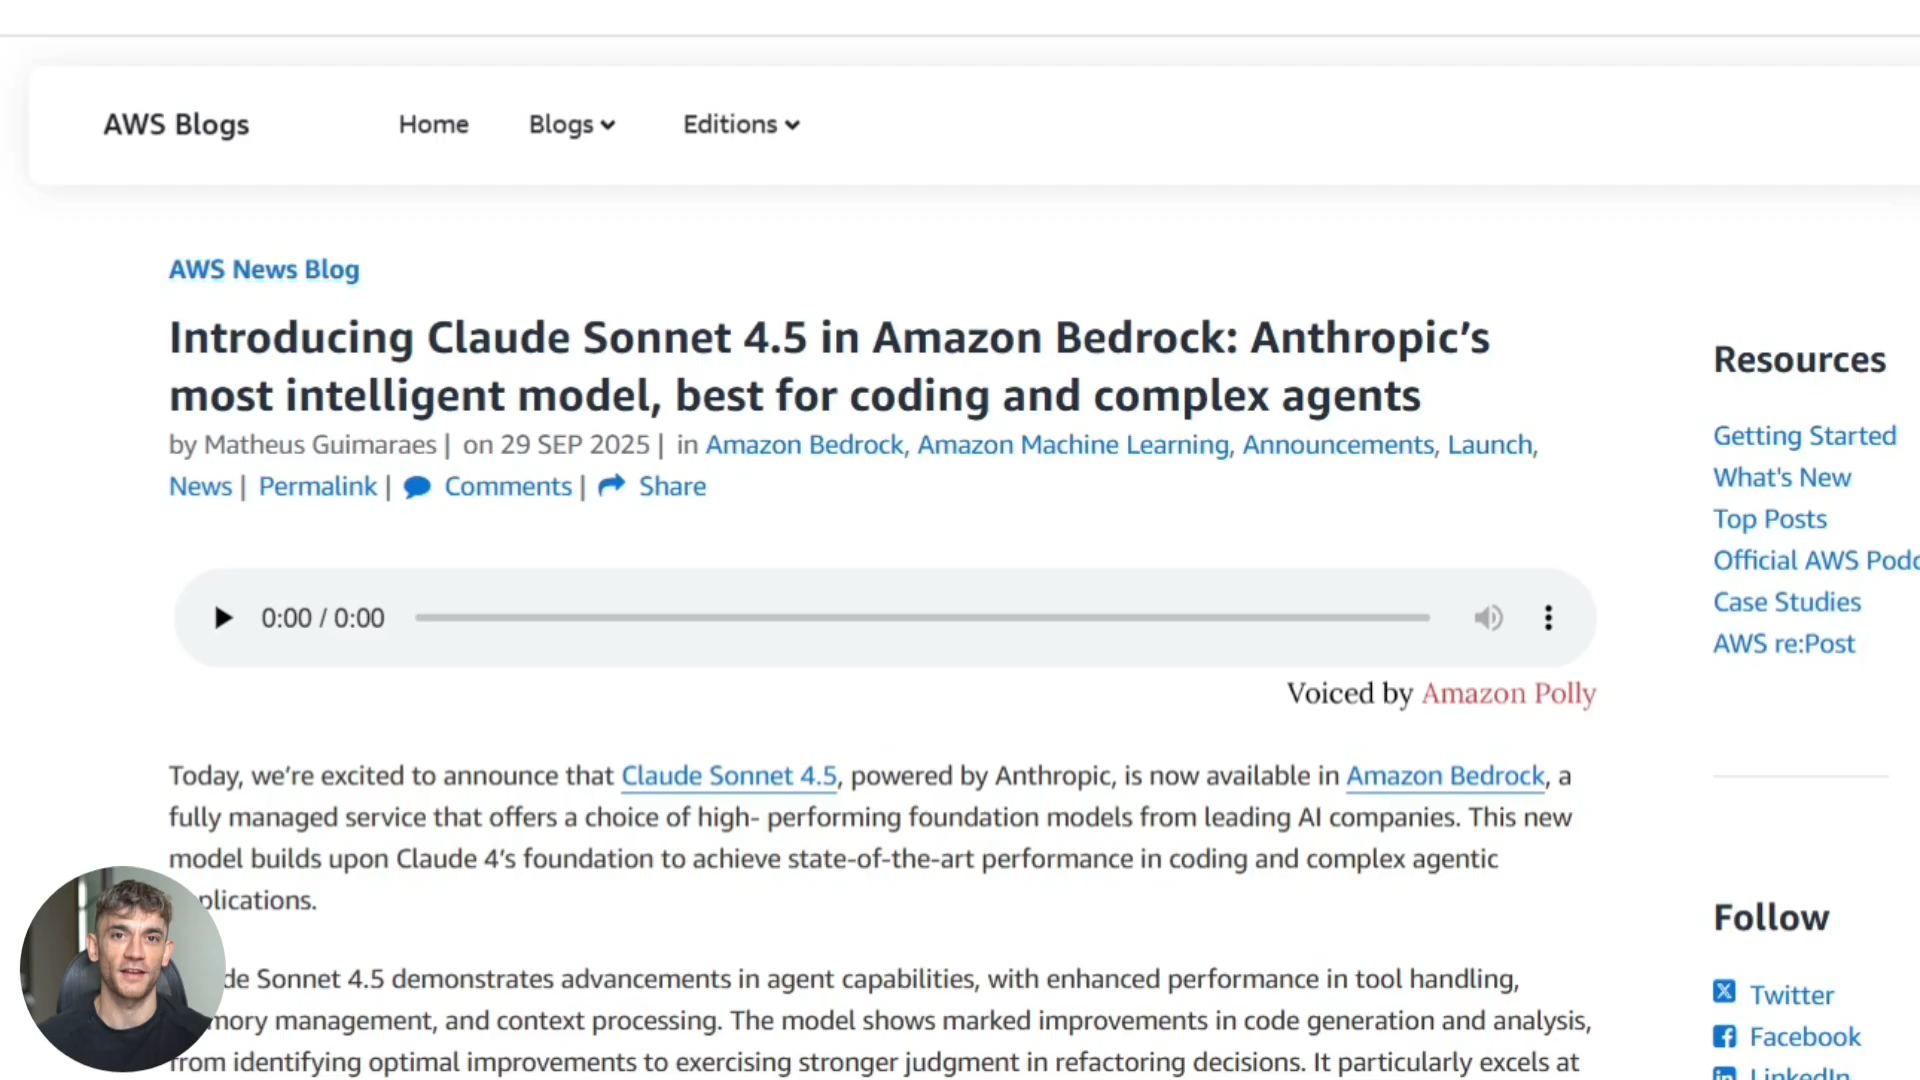 AWS Blogs Home Blogs Editions
AWS News Blog
Introducing Claude Sonnet 4.5 in Amazon Bedrock: Anthropic’s
most intelligent model, best for coding and complex agents
by Matheus Guimaraes | on 29 SEP 2025 | in Amazon Bedrock, Amazon Machine Learning, Announcements, Launch,
News | Permalink | Comments | Share
0:00 / 0:00
Voiced by Amazon Polly
Today, we’re excited to announce that Claude Sonnet 4.5, powered by Anthropic, is now available in Amazon Bedrock, a
fully managed service that offers a choice of high- performing foundation models from leading AI companies. This new
model builds upon Claude 4’s foundation to achieve state-of-the-art performance in coding and complex agentic
plications.
de Sonnet 4.5 demonstrates advancements in agent capabilities, with enhanced performance in tool handling,
mory management, and context processing. The model shows marked improvements in code generation and analysis,
from identifying optimal improvements to exercising stronger judgment in refactoring decisions. It particularly excels at
Resources
Getting Started
What's New
Top Posts
Official AWS Podc
Case Studies
AWS re:Post
Follow
Twitter
Facebook
LinkedIn